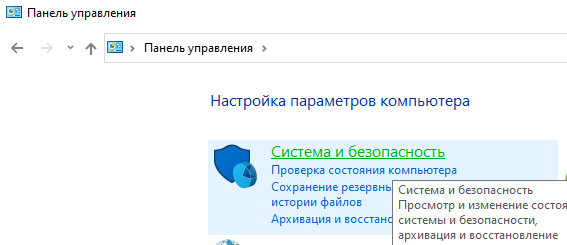 Панель управления
Панель управления
Настройка параметров компьютера
Система и безопасность
Проверка состояния компьютера
Сохранение резервны
истории файлов
Архивация и восстано
Система и безопасность
Просмотр и изменение состоя
системы и безопасности,
архивация и восстановление